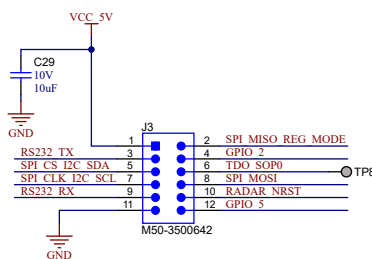 VCC_5V
C29
10V
10uF
GND
J3
1 2 SPI_MISO_REG_MODE
RS232_TX 3 4 GPIO_2
SPI_CS_I2C_SDA 5 6 TDO_SOP0 TP8
SPI_CLK_I2C_SCL 7 8 SPI_MOSI
RS232_RX 9 10 RADAR_NRST
11 12 GPIO_5
M50-3500642
GND